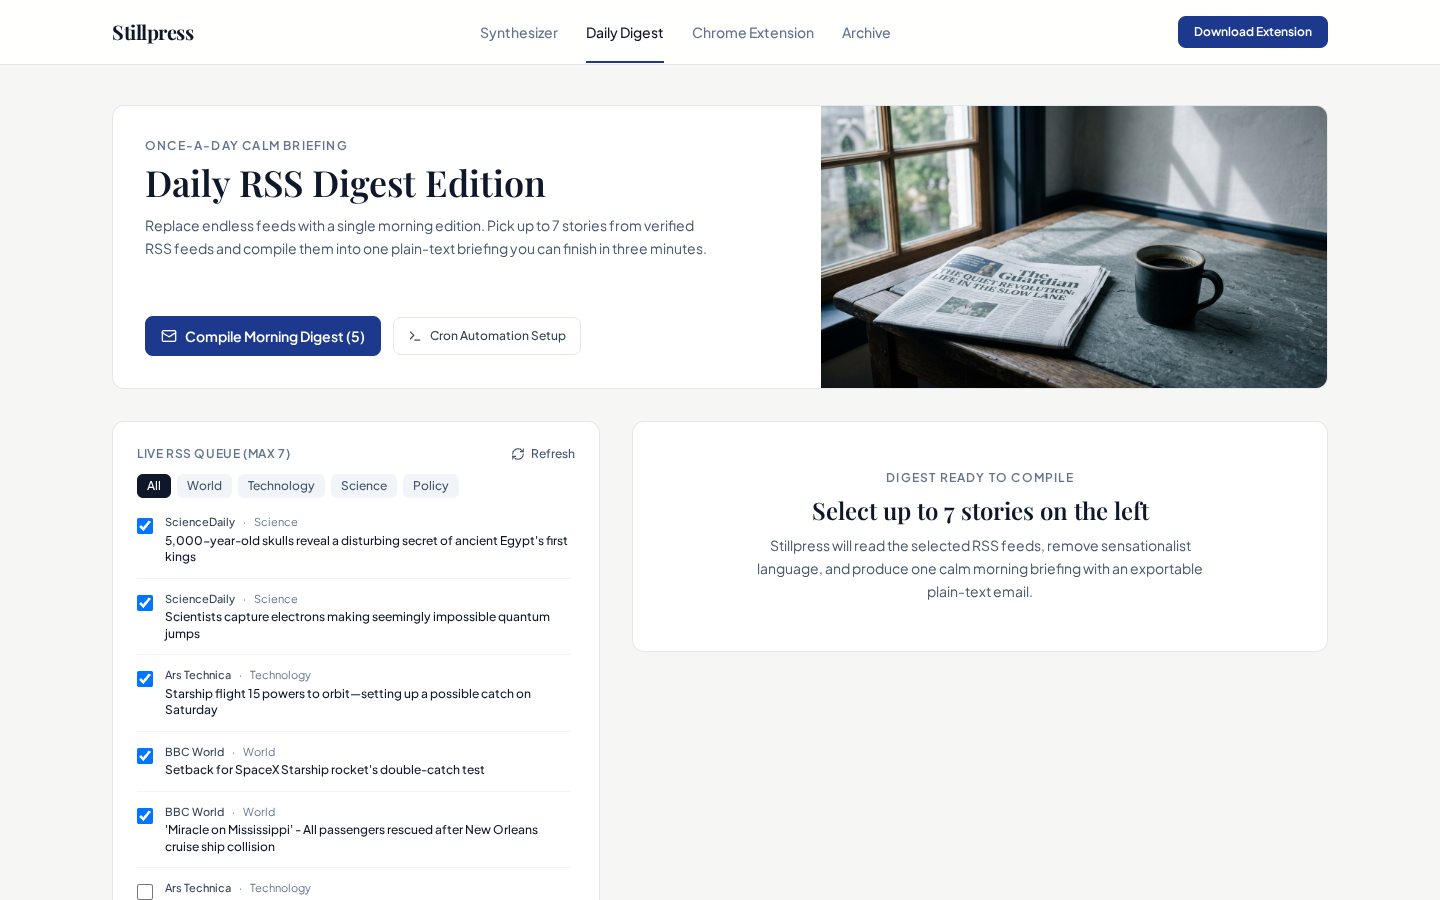 Stillpress
Synthesizer
Daily Digest
Chrome Extension
Archive
Download Extension
ONCE-A-DAY CALM BRIEFING
Daily RSS Digest Edition
Replace endless feeds with a single morning edition. Pick up to 7 stories from verified
RSS feeds and compile them into one plain-text briefing you can finish in three minutes.
Compile Morning Digest (5)
Cron Automation Setup
The
Guardian
THE QUIET REVOLUTION:
LIFE IN THE SLOW LANE
LIVE RSS QUEUE (MAX 7)
Refresh
All
World
Technology
Science
Policy
ScienceDaily · Science
5,000-year-old skulls reveal a disturbing secret of ancient Egypt's first
kings
ScienceDaily · Science
Scientists capture electrons making seemingly impossible quantum
jumps
Ars Technica · Technology
Starship flight 15 powers to orbit—setting up a possible catch on
Saturday
BBC World · World
Setback for SpaceX Starship rocket's double-catch test
BBC World · World
'Miracle on Mississippi' - All passengers rescued after New Orleans
cruise ship collision
Ars Technica · Technology
DIGEST READY TO COMPILE
Select up to 7 stories on the left
Stillpress will read the selected RSS feeds, remove sensationalist
language, and produce one calm morning briefing with an exportable
plain-text email.